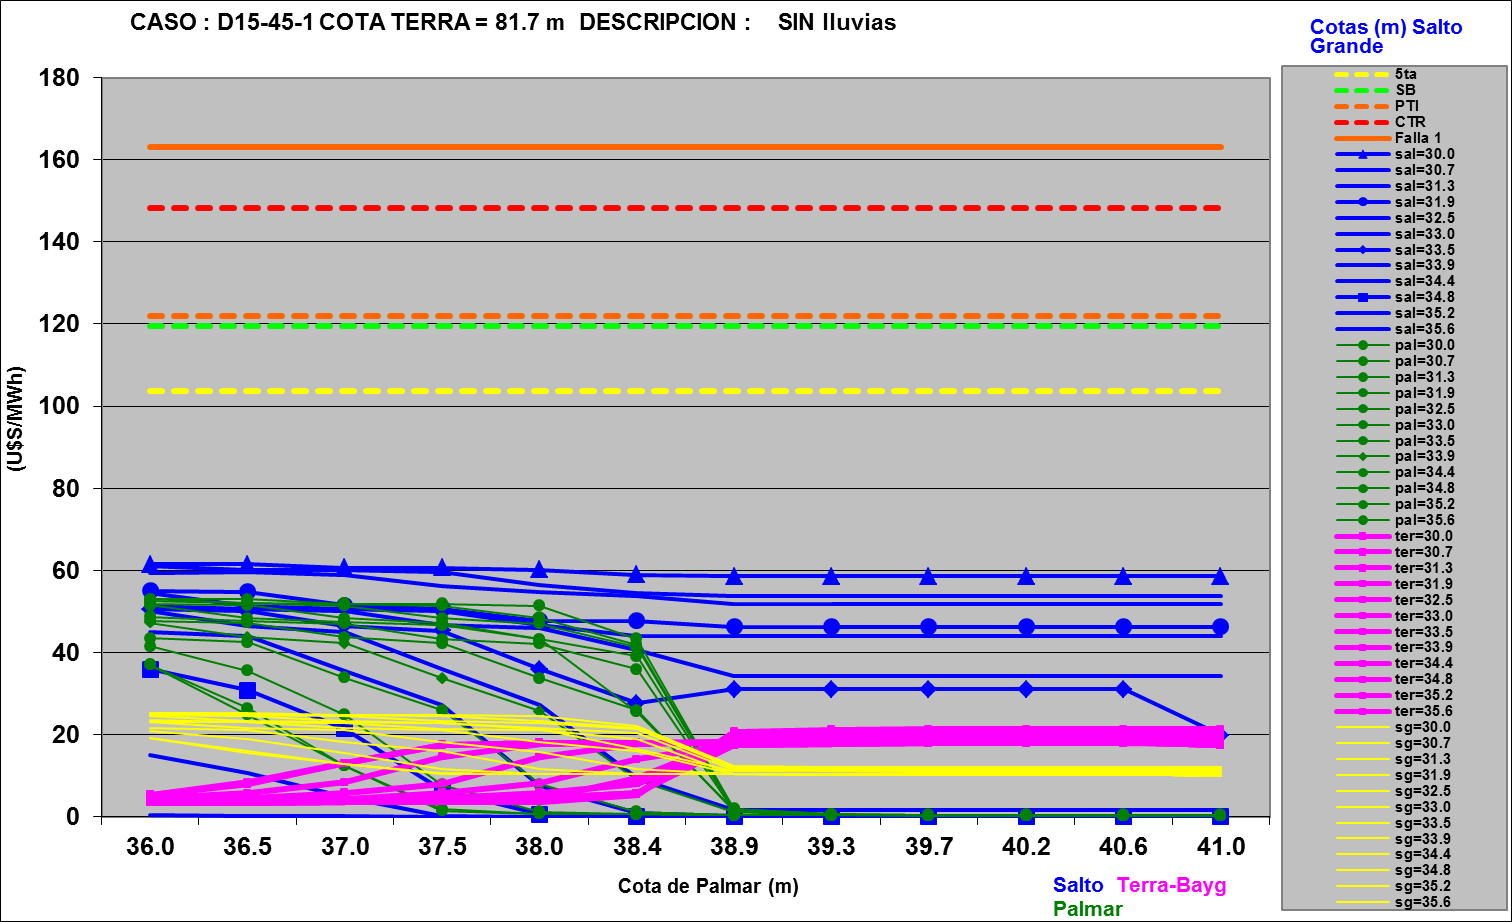 CASO : D15-45-1 COTA TERRA = 81.7 m DESCRIPCION : SIN lluvias
Cotas (m) Salto
Grande
180
160
140
120
100
80
60
40
20
0
(U$S/MWh)
36.0 36.5 37.0 37.5 38.0 38.4 38.9 39.3 39.7 40.2 40.6 41.0
Cota de Palmar (m)
Salto Terra-Bayg
Palmar
5ta
SB
PTI
CTR
Falla 1
sal=30.0
sal=30.7
sal=31.3
sal=31.9
sal=32.5
sal=33.0
sal=33.5
sal=33.9
sal=34.4
sal=34.8
sal=35.2
sal=35.6
pal=30.0
pal=30.7
pal=31.3
pal=31.9
pal=32.5
pal=33.0
pal=33.5
pal=33.9
pal=34.4
pal=34.8
pal=35.2
pal=35.6
ter=30.0
ter=30.7
ter=31.3
ter=31.9
ter=32.5
ter=33.0
ter=33.5
ter=33.9
ter=34.4
ter=34.8
ter=35.2
ter=35.6
sg=30.0
sg=30.7
sg=31.3
sg=31.9
sg=32.5
sg=33.0
sg=33.5
sg=33.9
sg=34.4
sg=34.8
sg=35.2
sg=35.6